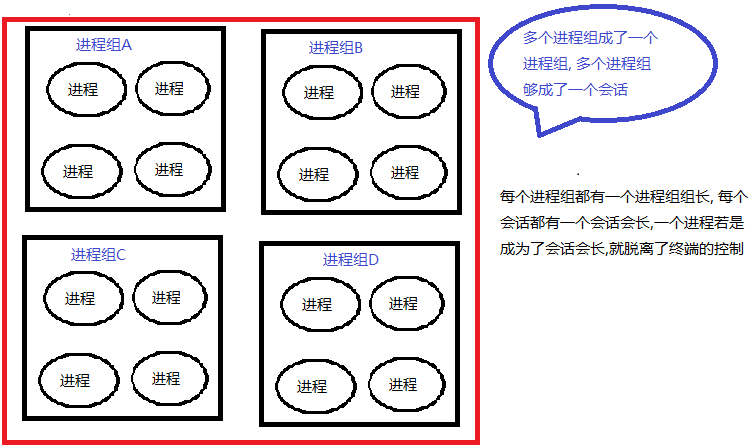 进程组A
进程 进程
进程 进程
进程组B
进程 进程
进程 进程
进程组C
进程 进程
进程 进程
进程组D
进程 进程
进程 进程
多个进程组成了一个
进程组, 多个进程组
够成了一个会话
每个进程组都有一个进程组组长, 每个
会话都有一个会话会长,一个进程若是
成为了会话会长,就脱离了终端的控制